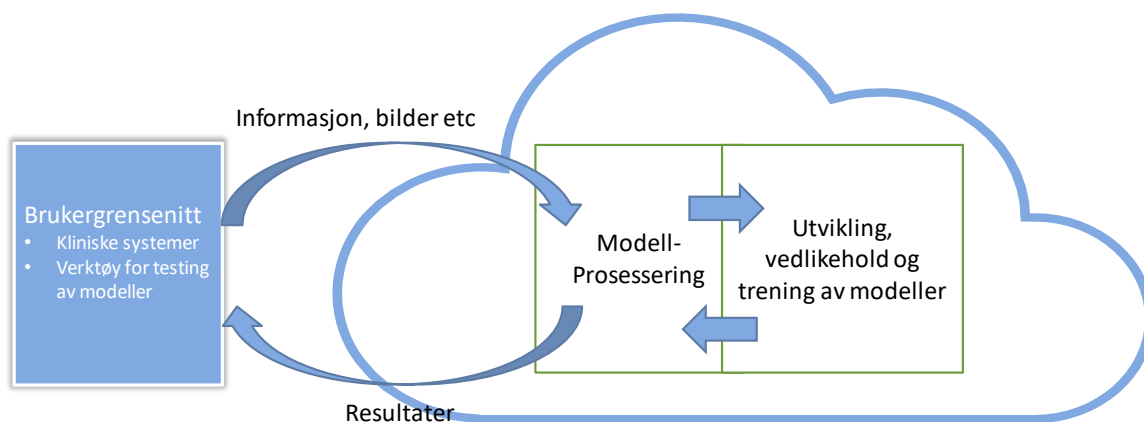 Informasjon, bilder etc
Brukergrensenitt
• Kliniske systemer
• Verktøy for testing
av modeller
Modell-
Prosessering
Utvikling,
vedlikehold og
trening av modeller
Resultater